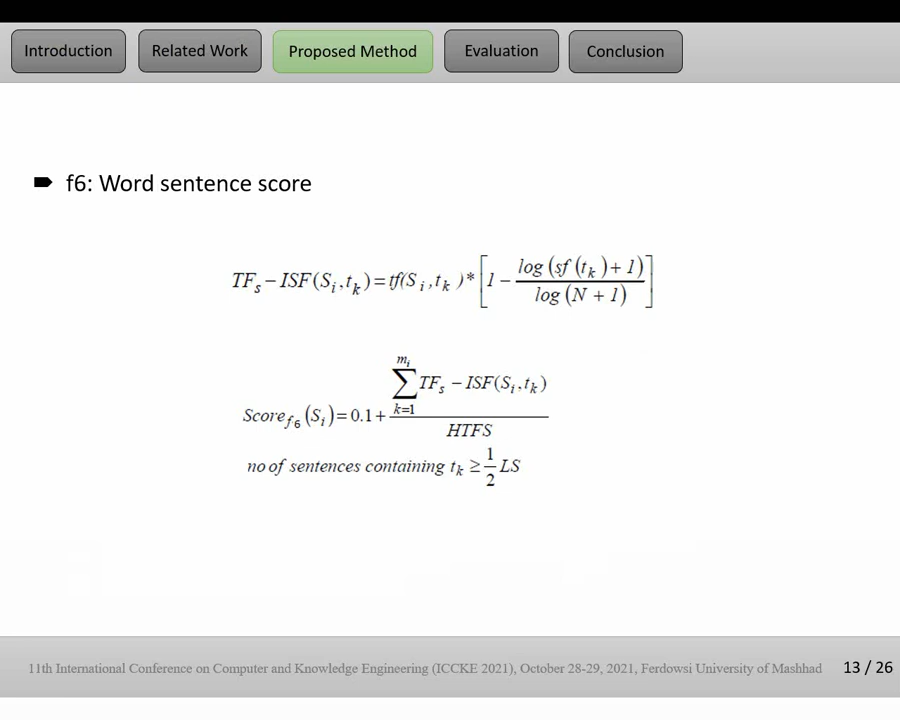 Introduction
Related Work
Proposed Method
Evaluation
Conclusion
f6: Word sentence score
TF_s − ISF(S_i, t_k) = tf(S_i, t_k) * [1 − log(sf(t_k) + 1) / log(N + 1)]
Score_f6(S_i) = 0.1 + ∑_{k=1}^{m_i} TF_s − ISF(S_i, t_k) / HTFS
no of sentences containing t_k ≥ 1/2 LS
11th International Conference on Computer and Knowledge Engineering (ICCKE 2021), October 28-29, 2021, Ferdowsi University of Mashhad
13 / 26